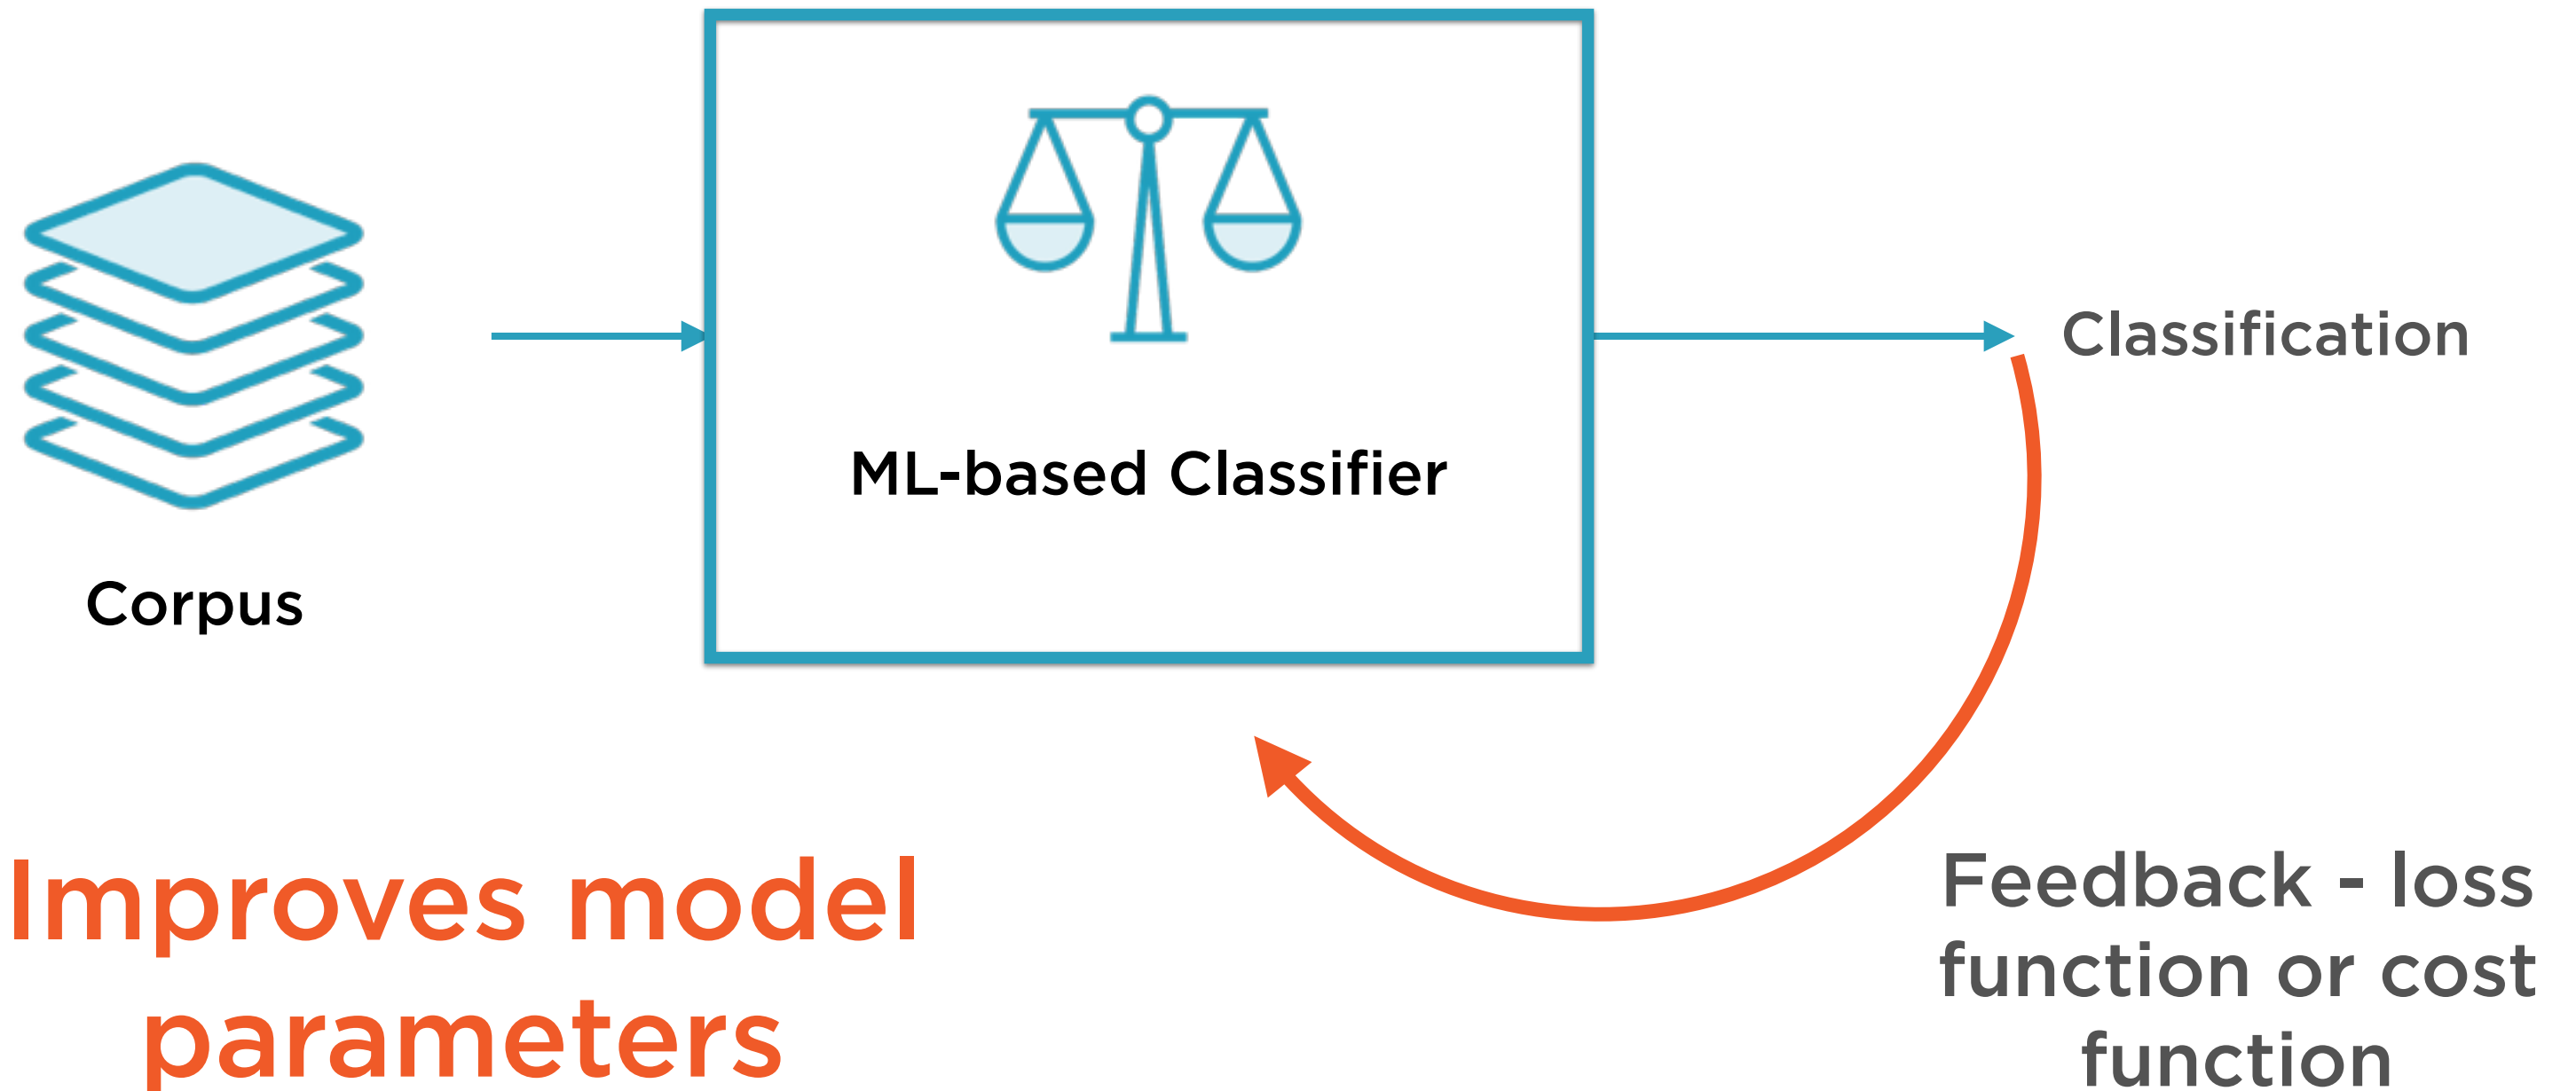 Corpus
ML-based Classifier
Classification
Improves model
parameters
Feedback - loss
function or cost
function